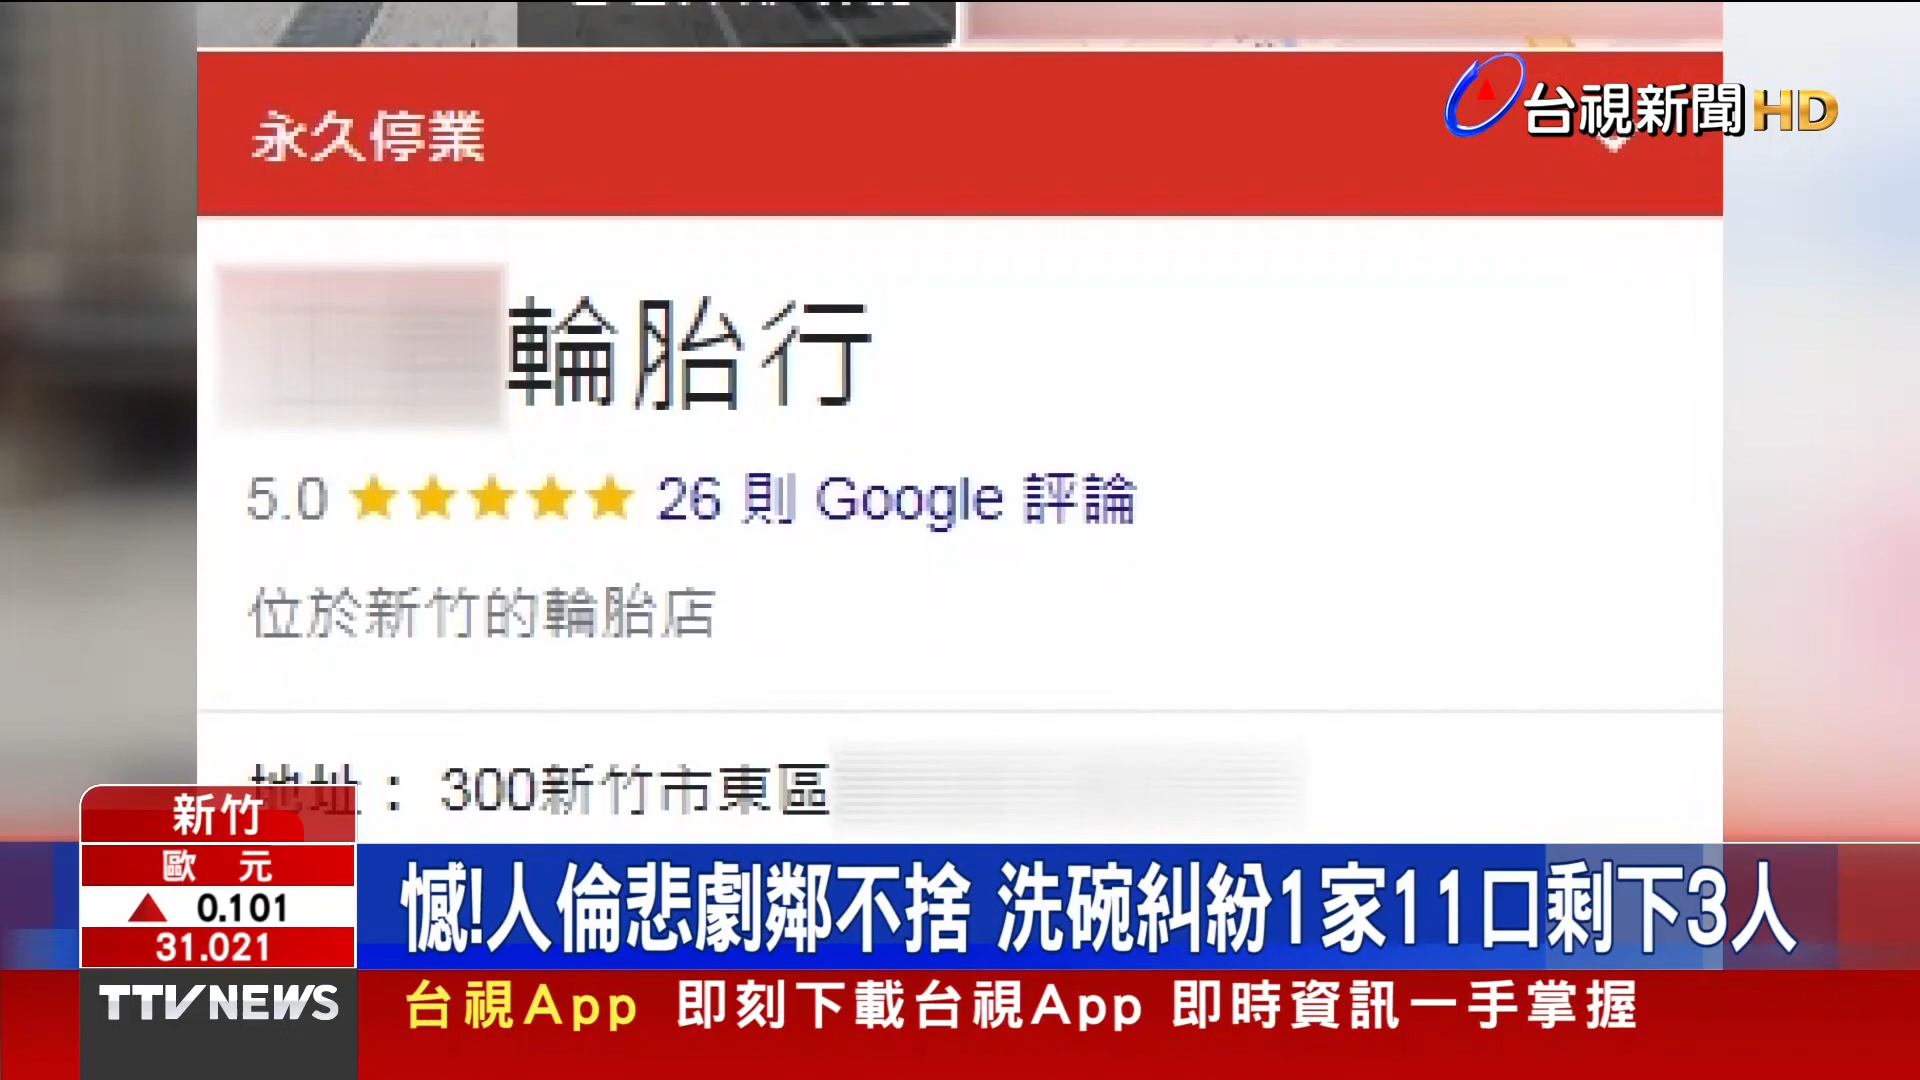 台視新聞HD
永久停業
輪胎行
5.0 ★★★★★ 26 則 Google 評論
位於新竹的輪胎店
地址： 300新竹市東區
新竹
歐 元
▲ 0.101
31.021
憾!人倫悲劇鄰不捨 洗碗糾紛1家11口剩下3人
TTV NEWS
台視App 即刻下載台視App 即時資訊一手掌握